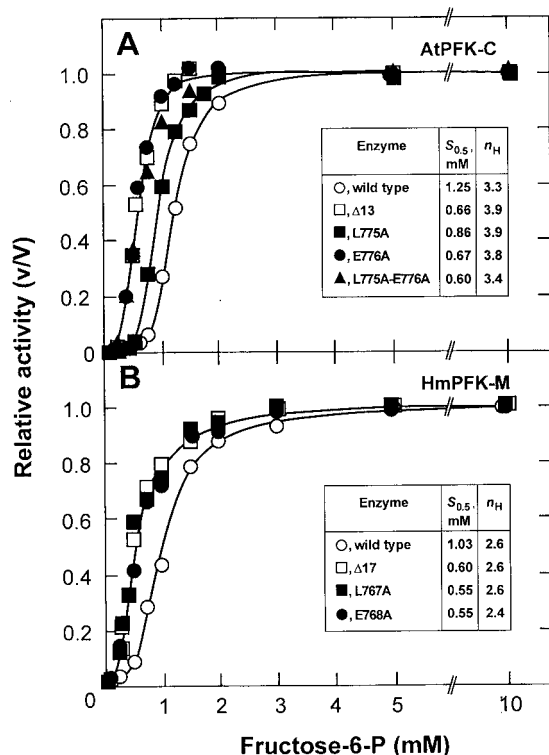 A
AtPFK-C
1.0
0.8
0.6
0.4
0.2
0
Enzyme S0.5, mM nH
○, wild type 1.25 3.3
□, Δ13 0.66 3.9
■, L775A 0.86 3.9
●, E776A 0.67 3.8
▲, L775A-E776A 0.60 3.4
Relative activity (v/V)
B
HmPFK-M
1.0
0.8
0.6
0.4
0.2
0
Enzyme S0.5, mM nH
○, wild type 1.03 2.6
□, Δ17 0.60 2.6
■, L767A 0.55 2.6
●, E768A 0.55 2.4
0 1 2 3 4 5 10
Fructose-6-P (mM)